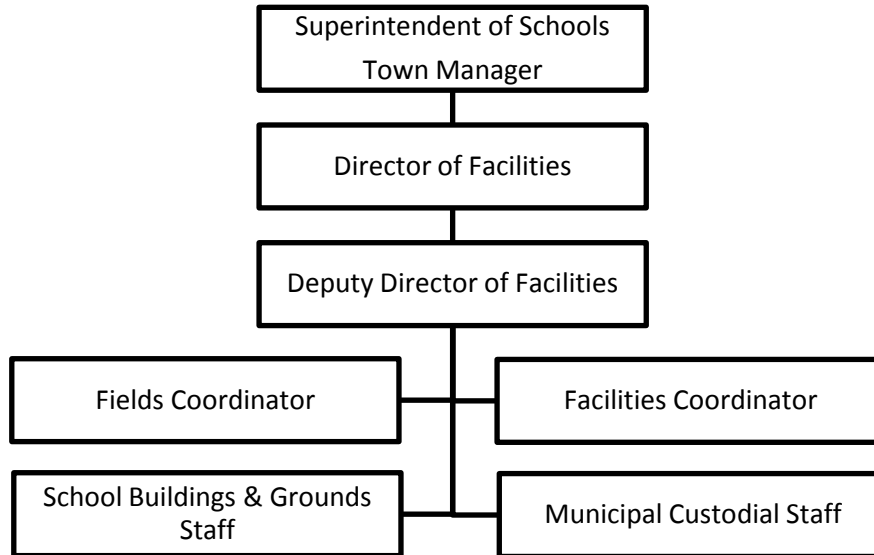 Superintendent of Schools
Town Manager
Director of Facilities
Deputy Director of Facilities
Fields Coordinator
Facilities Coordinator
School Buildings & Grounds
Staff
Municipal Custodial Staff